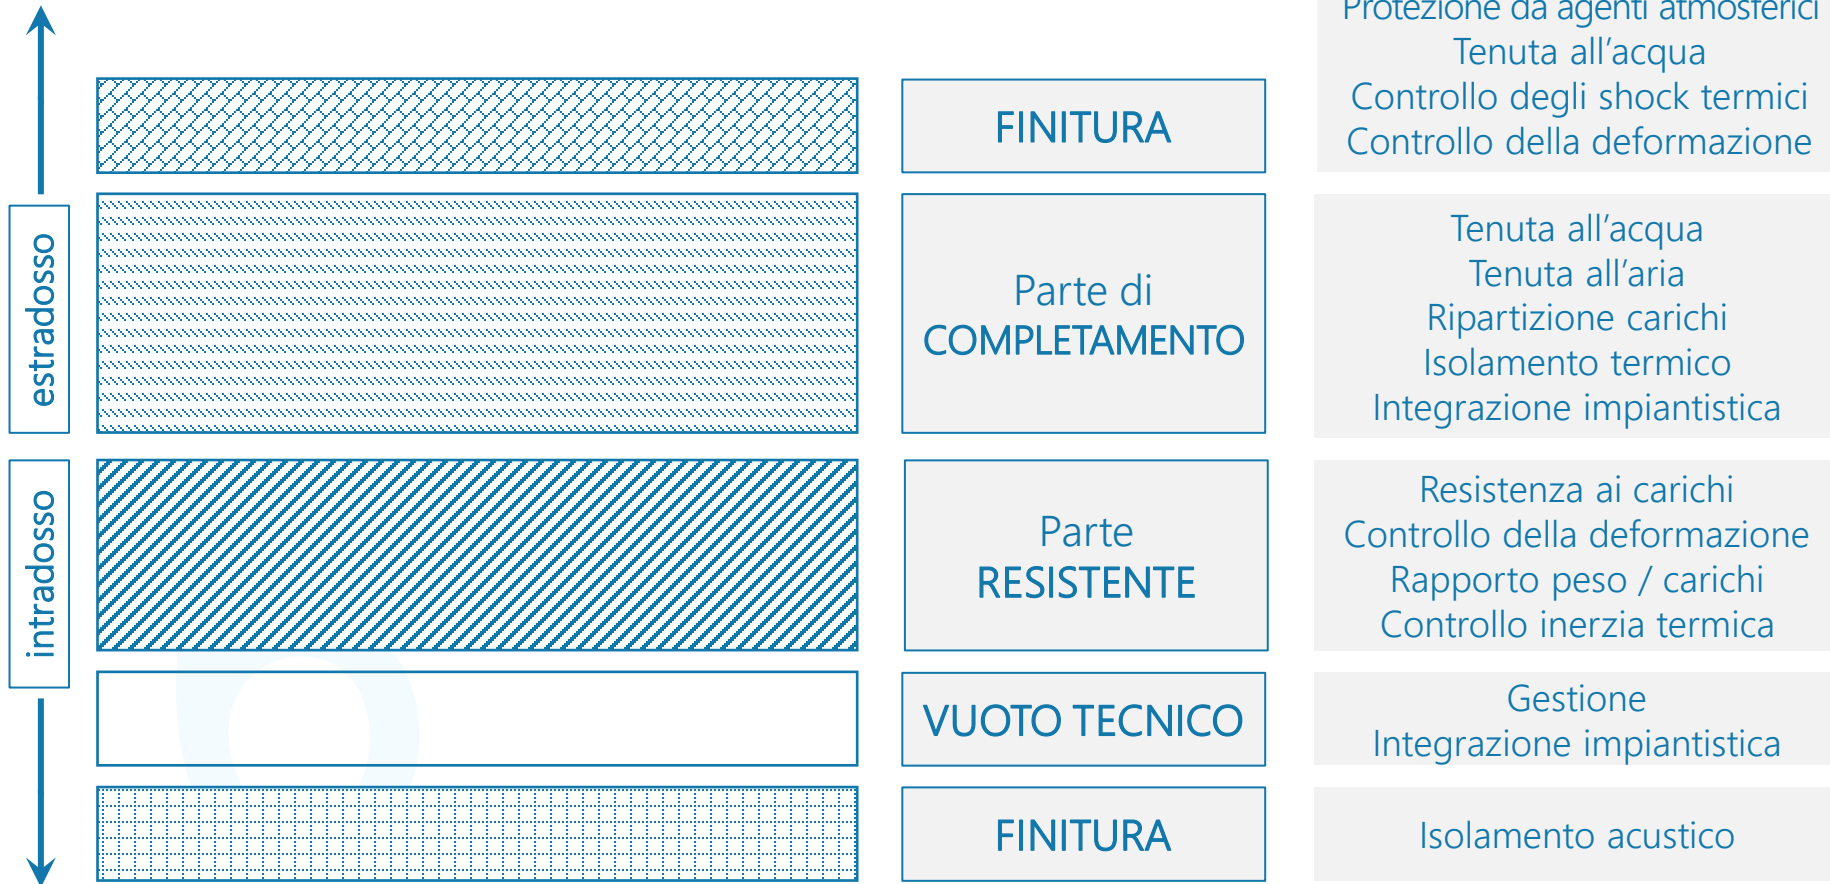 Protezione da agenti atmosferici
Tenuta all’acqua
Controllo degli shock termici
Controllo della deformazione
FINITURA
estradosso
Parte di
COMPLETAMENTO
Tenuta all’acqua
Tenuta all’aria
Ripartizione carichi
Isolamento termico
Integrazione impiantistica
intradosso
Parte
RESISTENTE
Resistenza ai carichi
Controllo della deformazione
Rapporto peso / carichi
Controllo inerzia termica
VUOTO TECNICO
Gestione
Integrazione impiantistica
FINITURA
Isolamento acustico